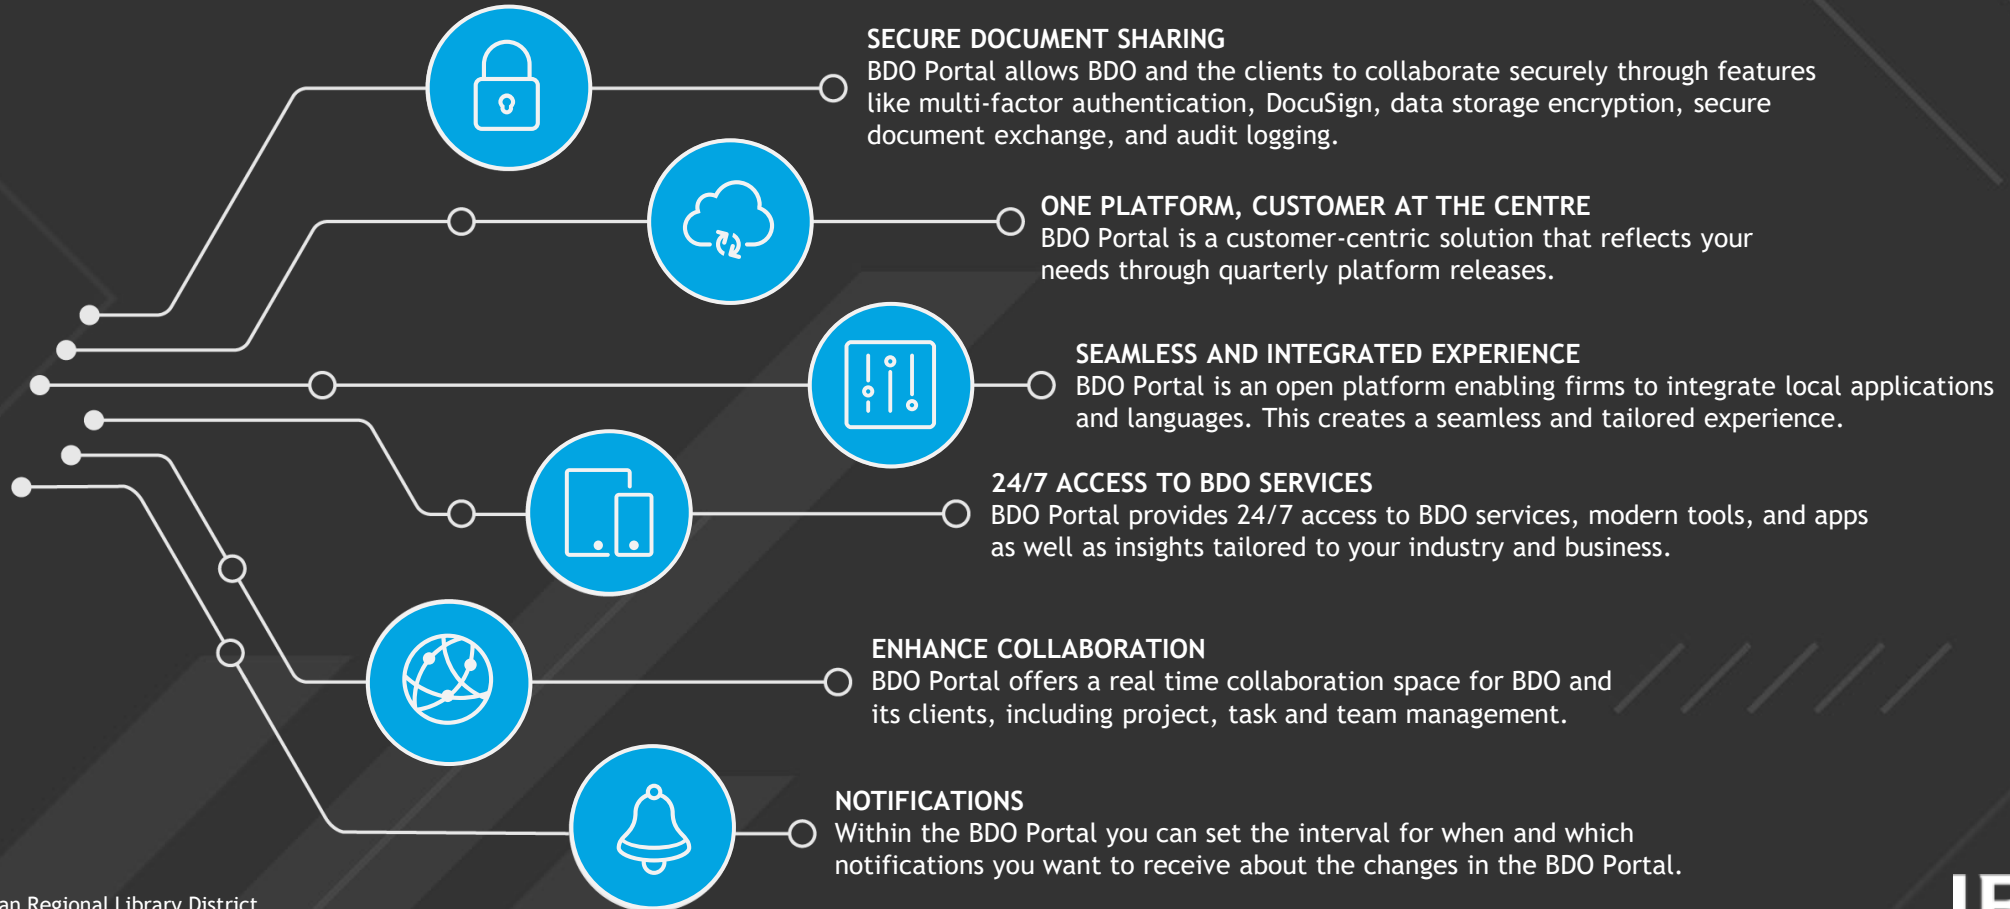 SECURE DOCUMENT SHARING
BDO Portal allows BDO and the clients to collaborate securely through features
like multi-factor authentication, DocuSign, data storage encryption, secure
document exchange, and audit logging.
ONE PLATFORM, CUSTOMER AT THE CENTRE
BDO Portal is a customer-centric solution that reflects your
needs through quarterly platform releases.
SEAMLESS AND INTEGRATED EXPERIENCE
BDO Portal is an open platform enabling firms to integrate local applications
and languages. This creates a seamless and tailored experience.
24/7 ACCESS TO BDO SERVICES
BDO Portal provides 24/7 access to BDO services, modern tools, and apps
as well as insights tailored to your industry and business.
ENHANCE COLLABORATION
BDO Portal offers a real time collaboration space for BDO and
its clients, including project, task and team management.
NOTIFICATIONS
Within the BDO Portal you can set the interval for when and which
notifications you want to receive about the changes in the BDO Portal.
Regional Library District